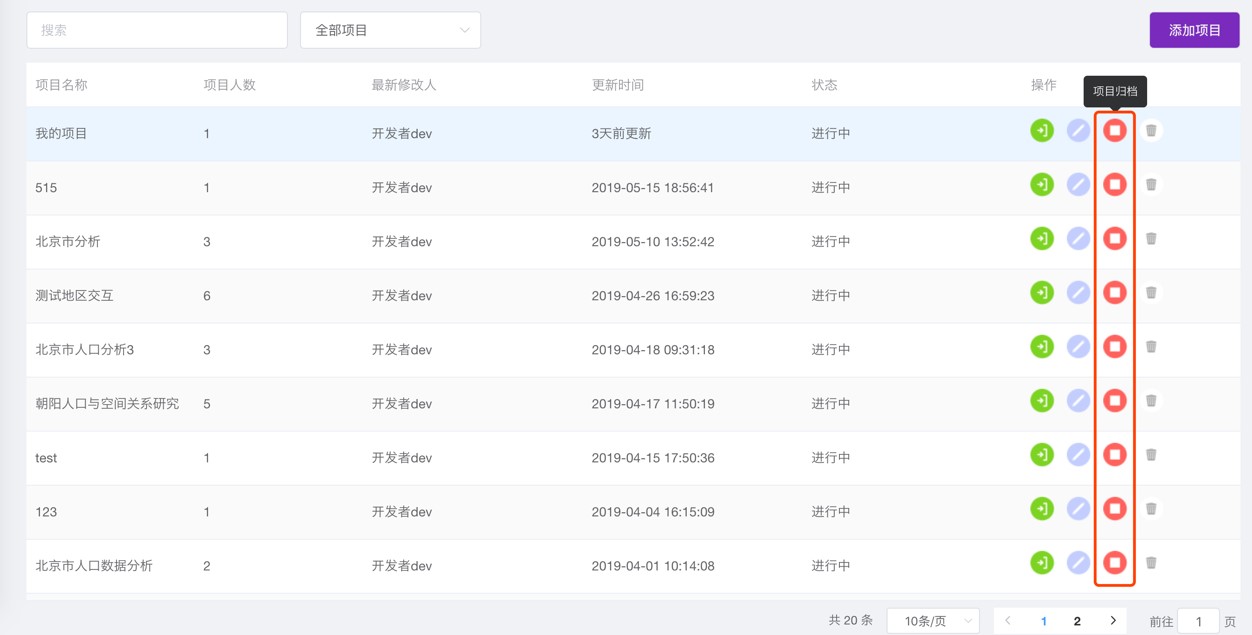 搜索 全部项目 添加项目
项目名称 项目人数 最新修改人 更新时间 状态 操作 项目归档
我的项目 1 开发者dev 3天前更新 进行中
515 1 开发者dev 2019-05-15 18:56:41 进行中
北京市分析 3 开发者dev 2019-05-10 13:52:42 进行中
测试地区交互 6 开发者dev 2019-04-26 16:59:23 进行中
北京市人口分析3 3 开发者dev 2019-04-18 09:31:18 进行中
朝阳人口与空间关系研究 5 开发者dev 2019-04-17 11:50:19 进行中
test 1 开发者dev 2019-04-15 17:50:36 进行中
123 1 开发者dev 2019-04-04 16:15:09 进行中
北京市人口数据分析 2 开发者dev 2019-04-01 10:14:08 进行中
共 20 条 10条/页 1 2 前往 1 页